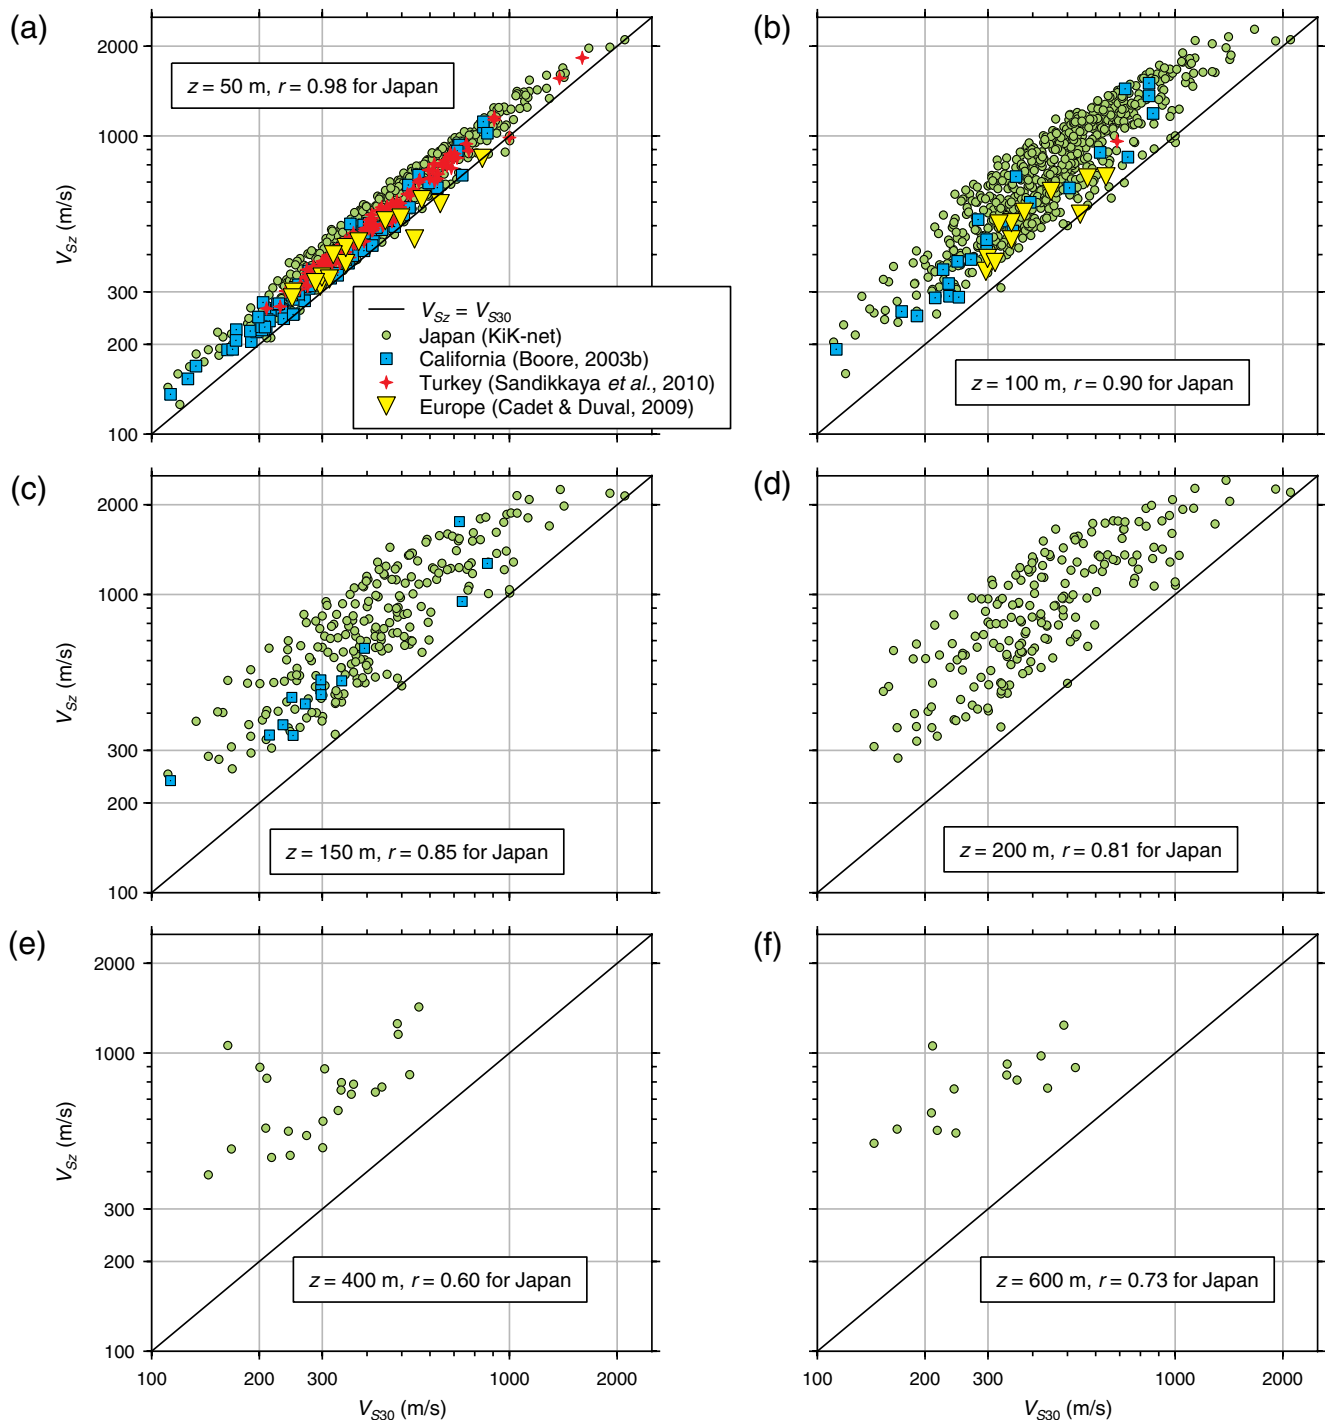 (a)
2000
1000
300
200
100
V_Sz (m/s)
z = 50 m, r = 0.98 for Japan
V_Sz = V_S30
Japan (KiK-net)
California (Boore, 2003b)
Turkey (Sandikkaya et al., 2010)
Europe (Cadet & Duval, 2009)
(b)
z = 100 m, r = 0.90 for Japan
(c)
2000
1000
300
200
100
V_Sz (m/s)
z = 150 m, r = 0.85 for Japan
(d)
z = 200 m, r = 0.81 for Japan
(e)
2000
1000
300
200
100
V_Sz (m/s)
z = 400 m, r = 0.60 for Japan
100 200 300 1000 2000
V_S30 (m/s)
(f)
z = 600 m, r = 0.73 for Japan
100 200 300 1000 2000
V_S30 (m/s)